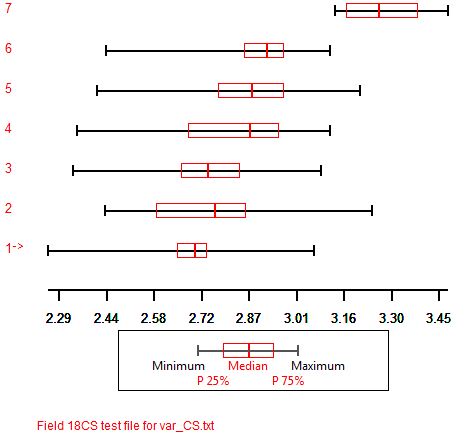 7
6
5
4
3
2
1->
2.29 2.44 2.58 2.72 2.87 3.01 3.16 3.30 3.45
Minimum Median Maximum
P 25% P 75%
Field 18CS test file for var_CS.txt